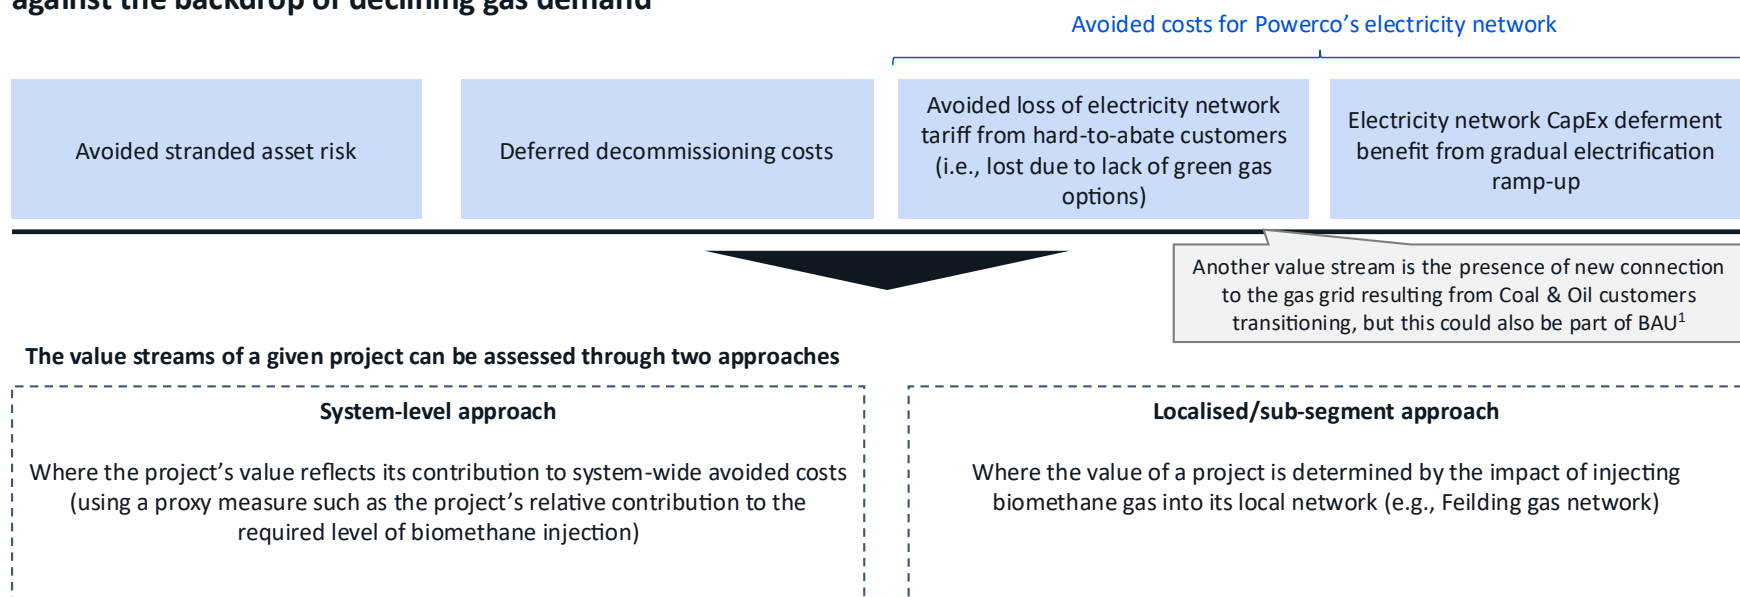 against the backdrop of declining gas demand
Avoided costs for Powerco’s electricity network
Avoided stranded asset risk
Deferred decommissioning costs
Avoided loss of electricity network
tariff from hard-to-abate customers
(i.e., lost due to lack of green gas
options)
Electricity network CapEx deferment
benefit from gradual electrification
ramp-up
Another value stream is the presence of new connection
to the gas grid resulting from Coal & Oil customers
transitioning, but this could also be part of BAU¹
The value streams of a given project can be assessed through two approaches
System-level approach
Where the project’s value reflects its contribution to system-wide avoided costs
(using a proxy measure such as the project’s relative contribution to the
required level of biomethane injection)
Localised/sub-segment approach
Where the value of a project is determined by the impact of injecting
biomethane gas into its local network (e.g., Feilding gas network)